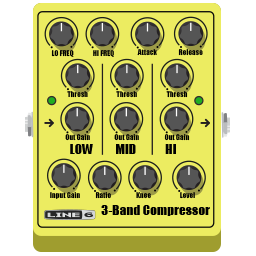 LO FREQ HI FREQ Attack Release
Thresh Thresh Thresh
Out Gain Out Gain Out Gain
LOW MID HI
Input Gain Ratio Knee Level
LINE 6 3-Band Compressor